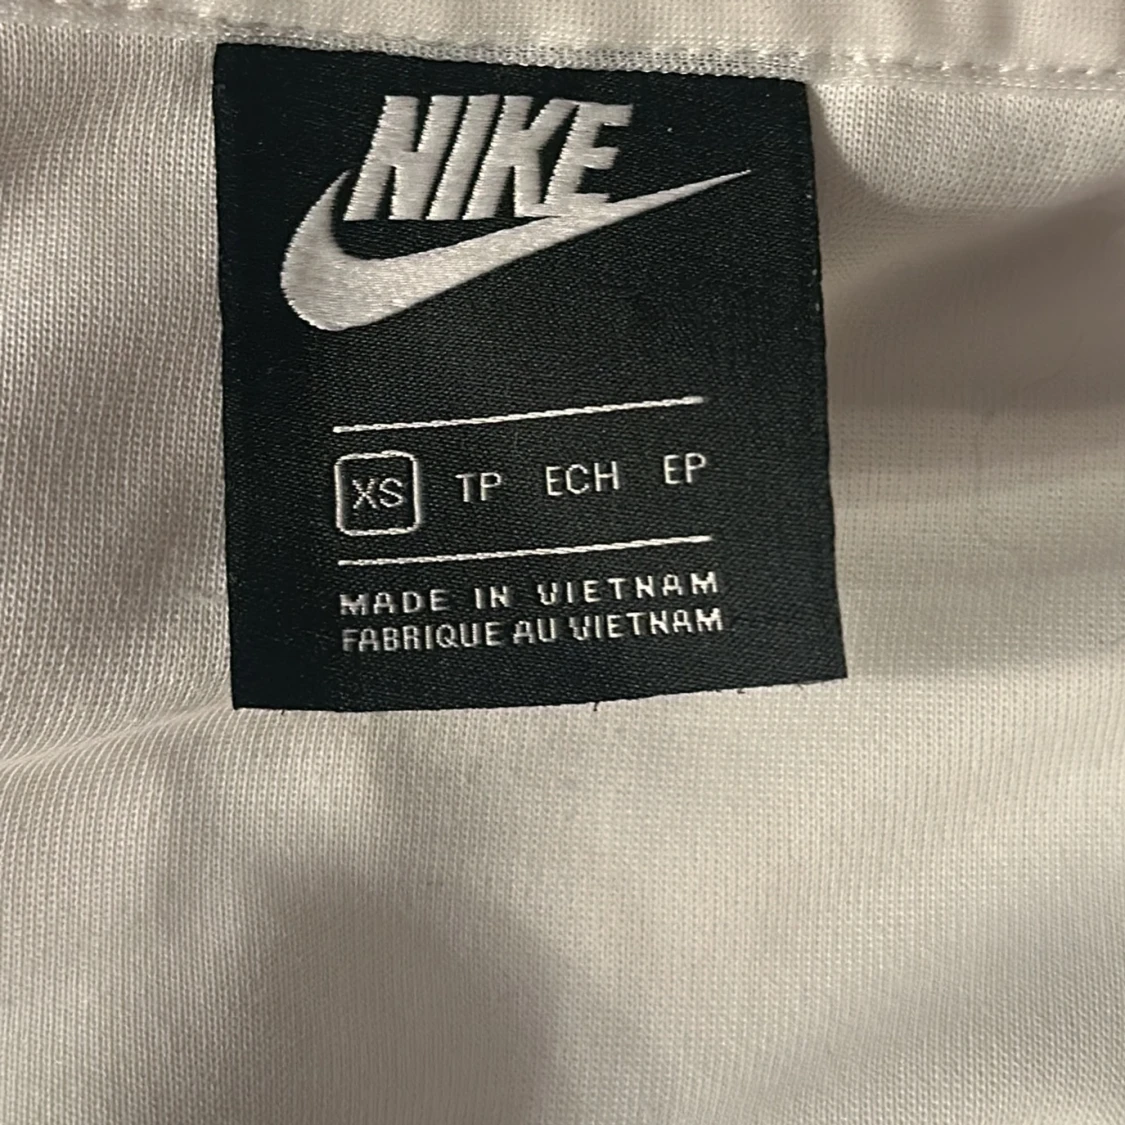 NIKE
XS TP ECH EP
MADE IN VIETNAM
FABRIQUE AU VIETNAM